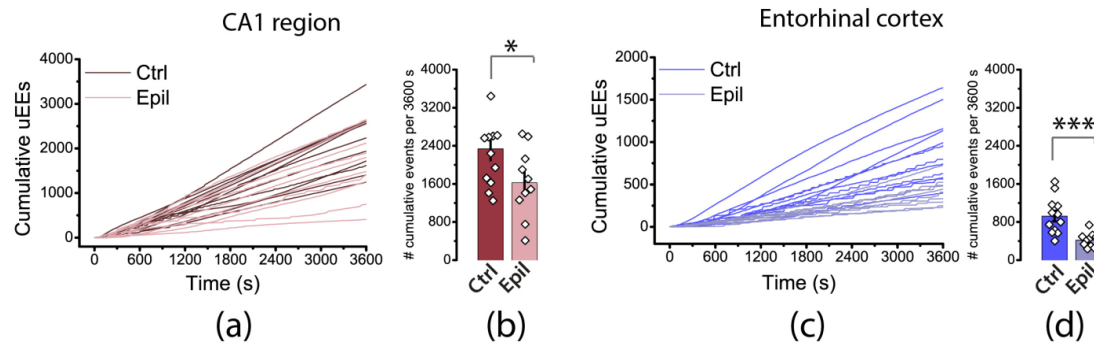 CA1 region
Cumulative uEEs
4000
3000
2000
1000
0
Ctrl
Epil
0 600 1200 1800 2400 3000 3600
Time (s)
(a)
# cumulative events per 3600 s
4000
3200
2400
1600
800
0
*
Ctrl Epil
(b)
Entorhinal cortex
Cumulative uEEs
2000
1500
1000
500
0
Ctrl
Epil
0 600 1200 1800 2400 3000 3600
Time (s)
(c)
# cumulative events per 3600 s
4000
3200
2400
1600
800
0
***
Ctrl Epil
(d)